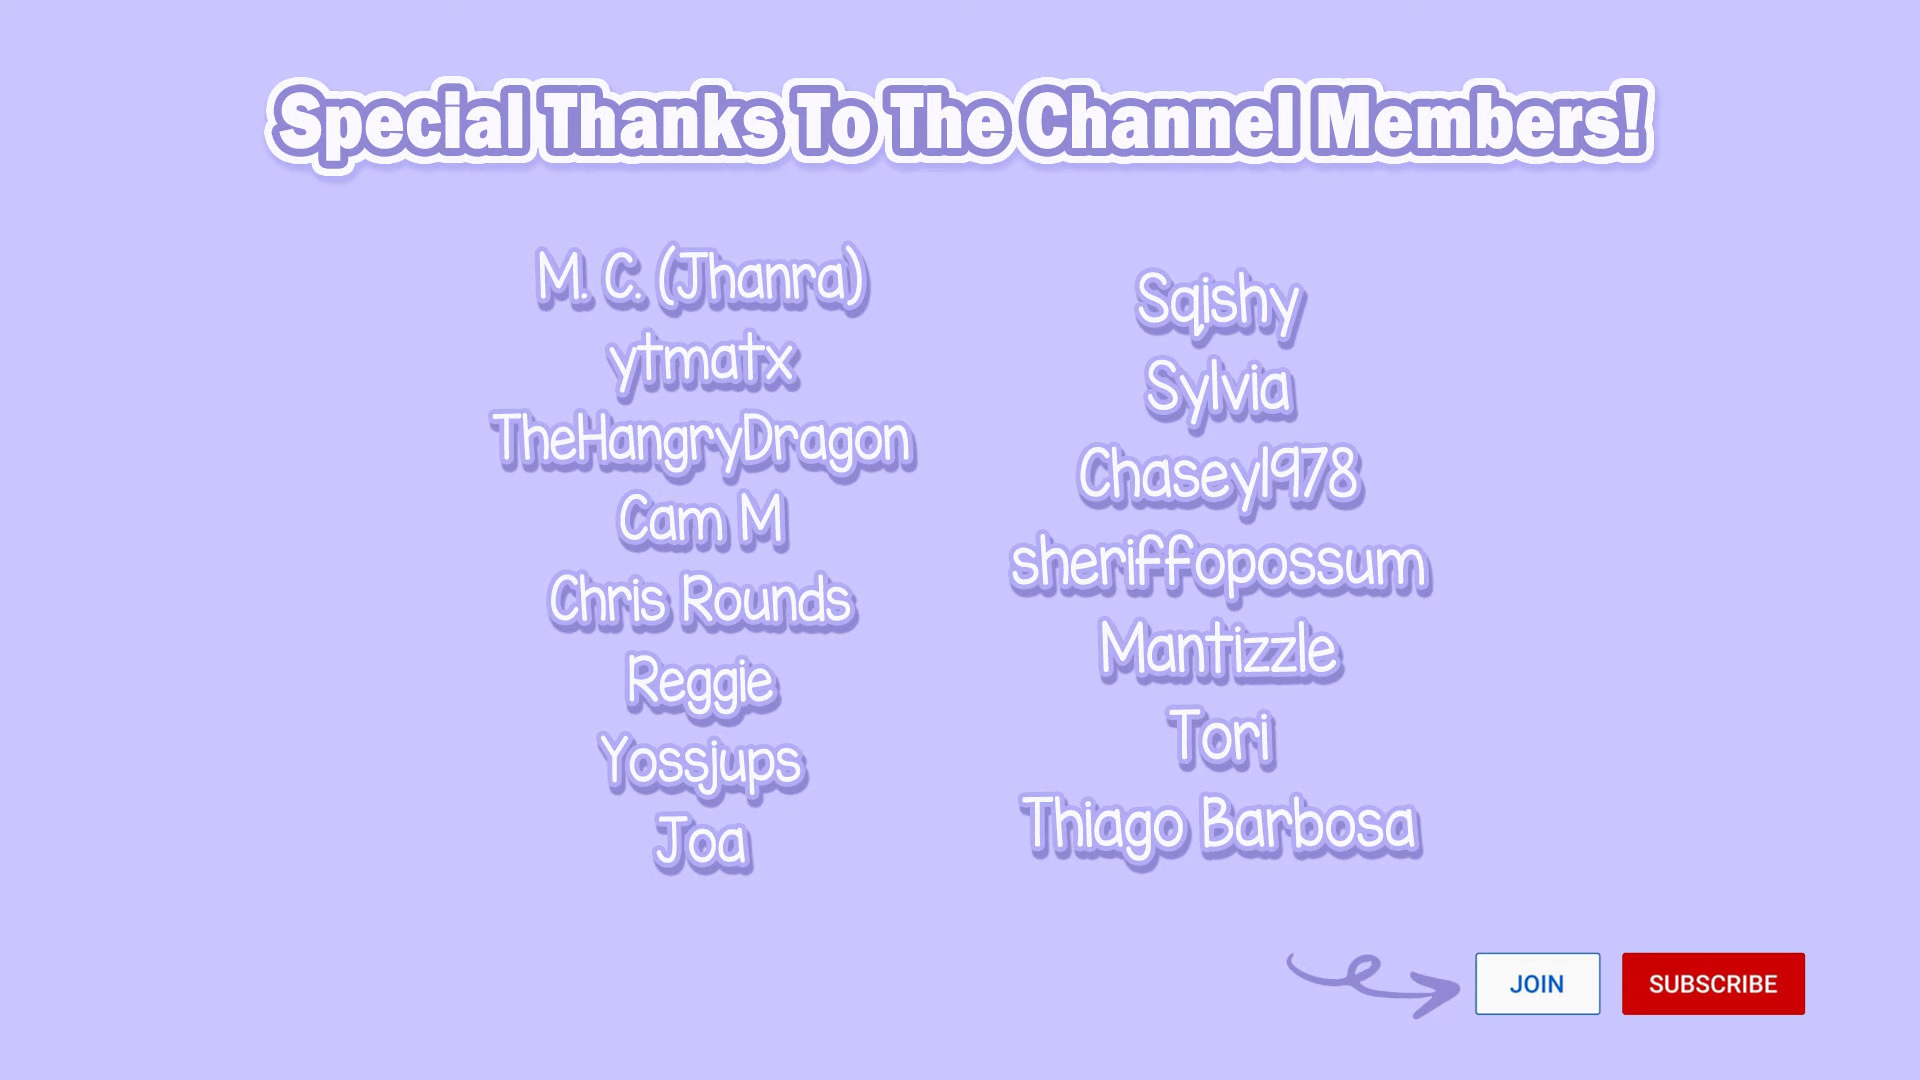 Special Thanks To The Channel Members!
M. C. (Jhanra)
ytmatx
TheHangryDragon
Cam M
Chris Rounds
Reggie
Yossjups
Joa
Sqishy
Sylvia
Chasey1978
sheriffopossum
Mantizzle
Tori
Thiago Barbosa
JOIN
SUBSCRIBE